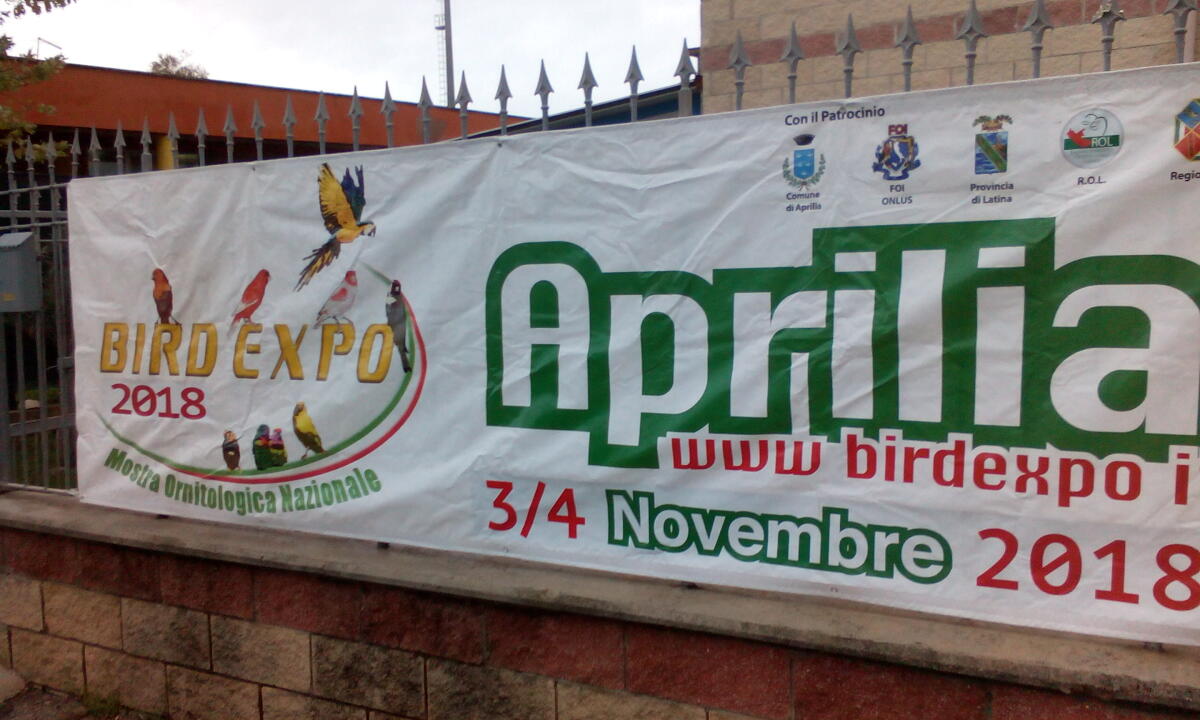 Con il Patrocinio
Comune
di Aprilia
FOI
FOI
ONLUS
Provincia
di Latina
ROL
R.O.L.
Regio
BIRD EXPO
2018
Mostra Ornitologica Nazionale
Aprilia
www birdexpo i
3/4 Novembre 2018